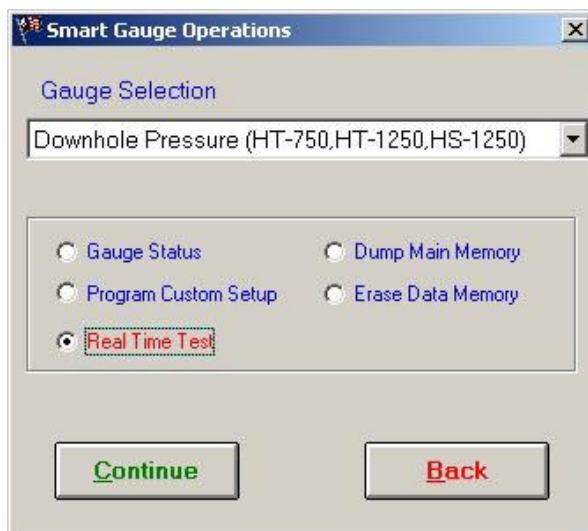 Smart Gauge Operations
Gauge Selection
Downhole Pressure (HT-750,HT-1250,HS-1250)
Gauge Status
Dump Main Memory
Program Custom Setup
Erase Data Memory
Real Time Test
Continue
Back